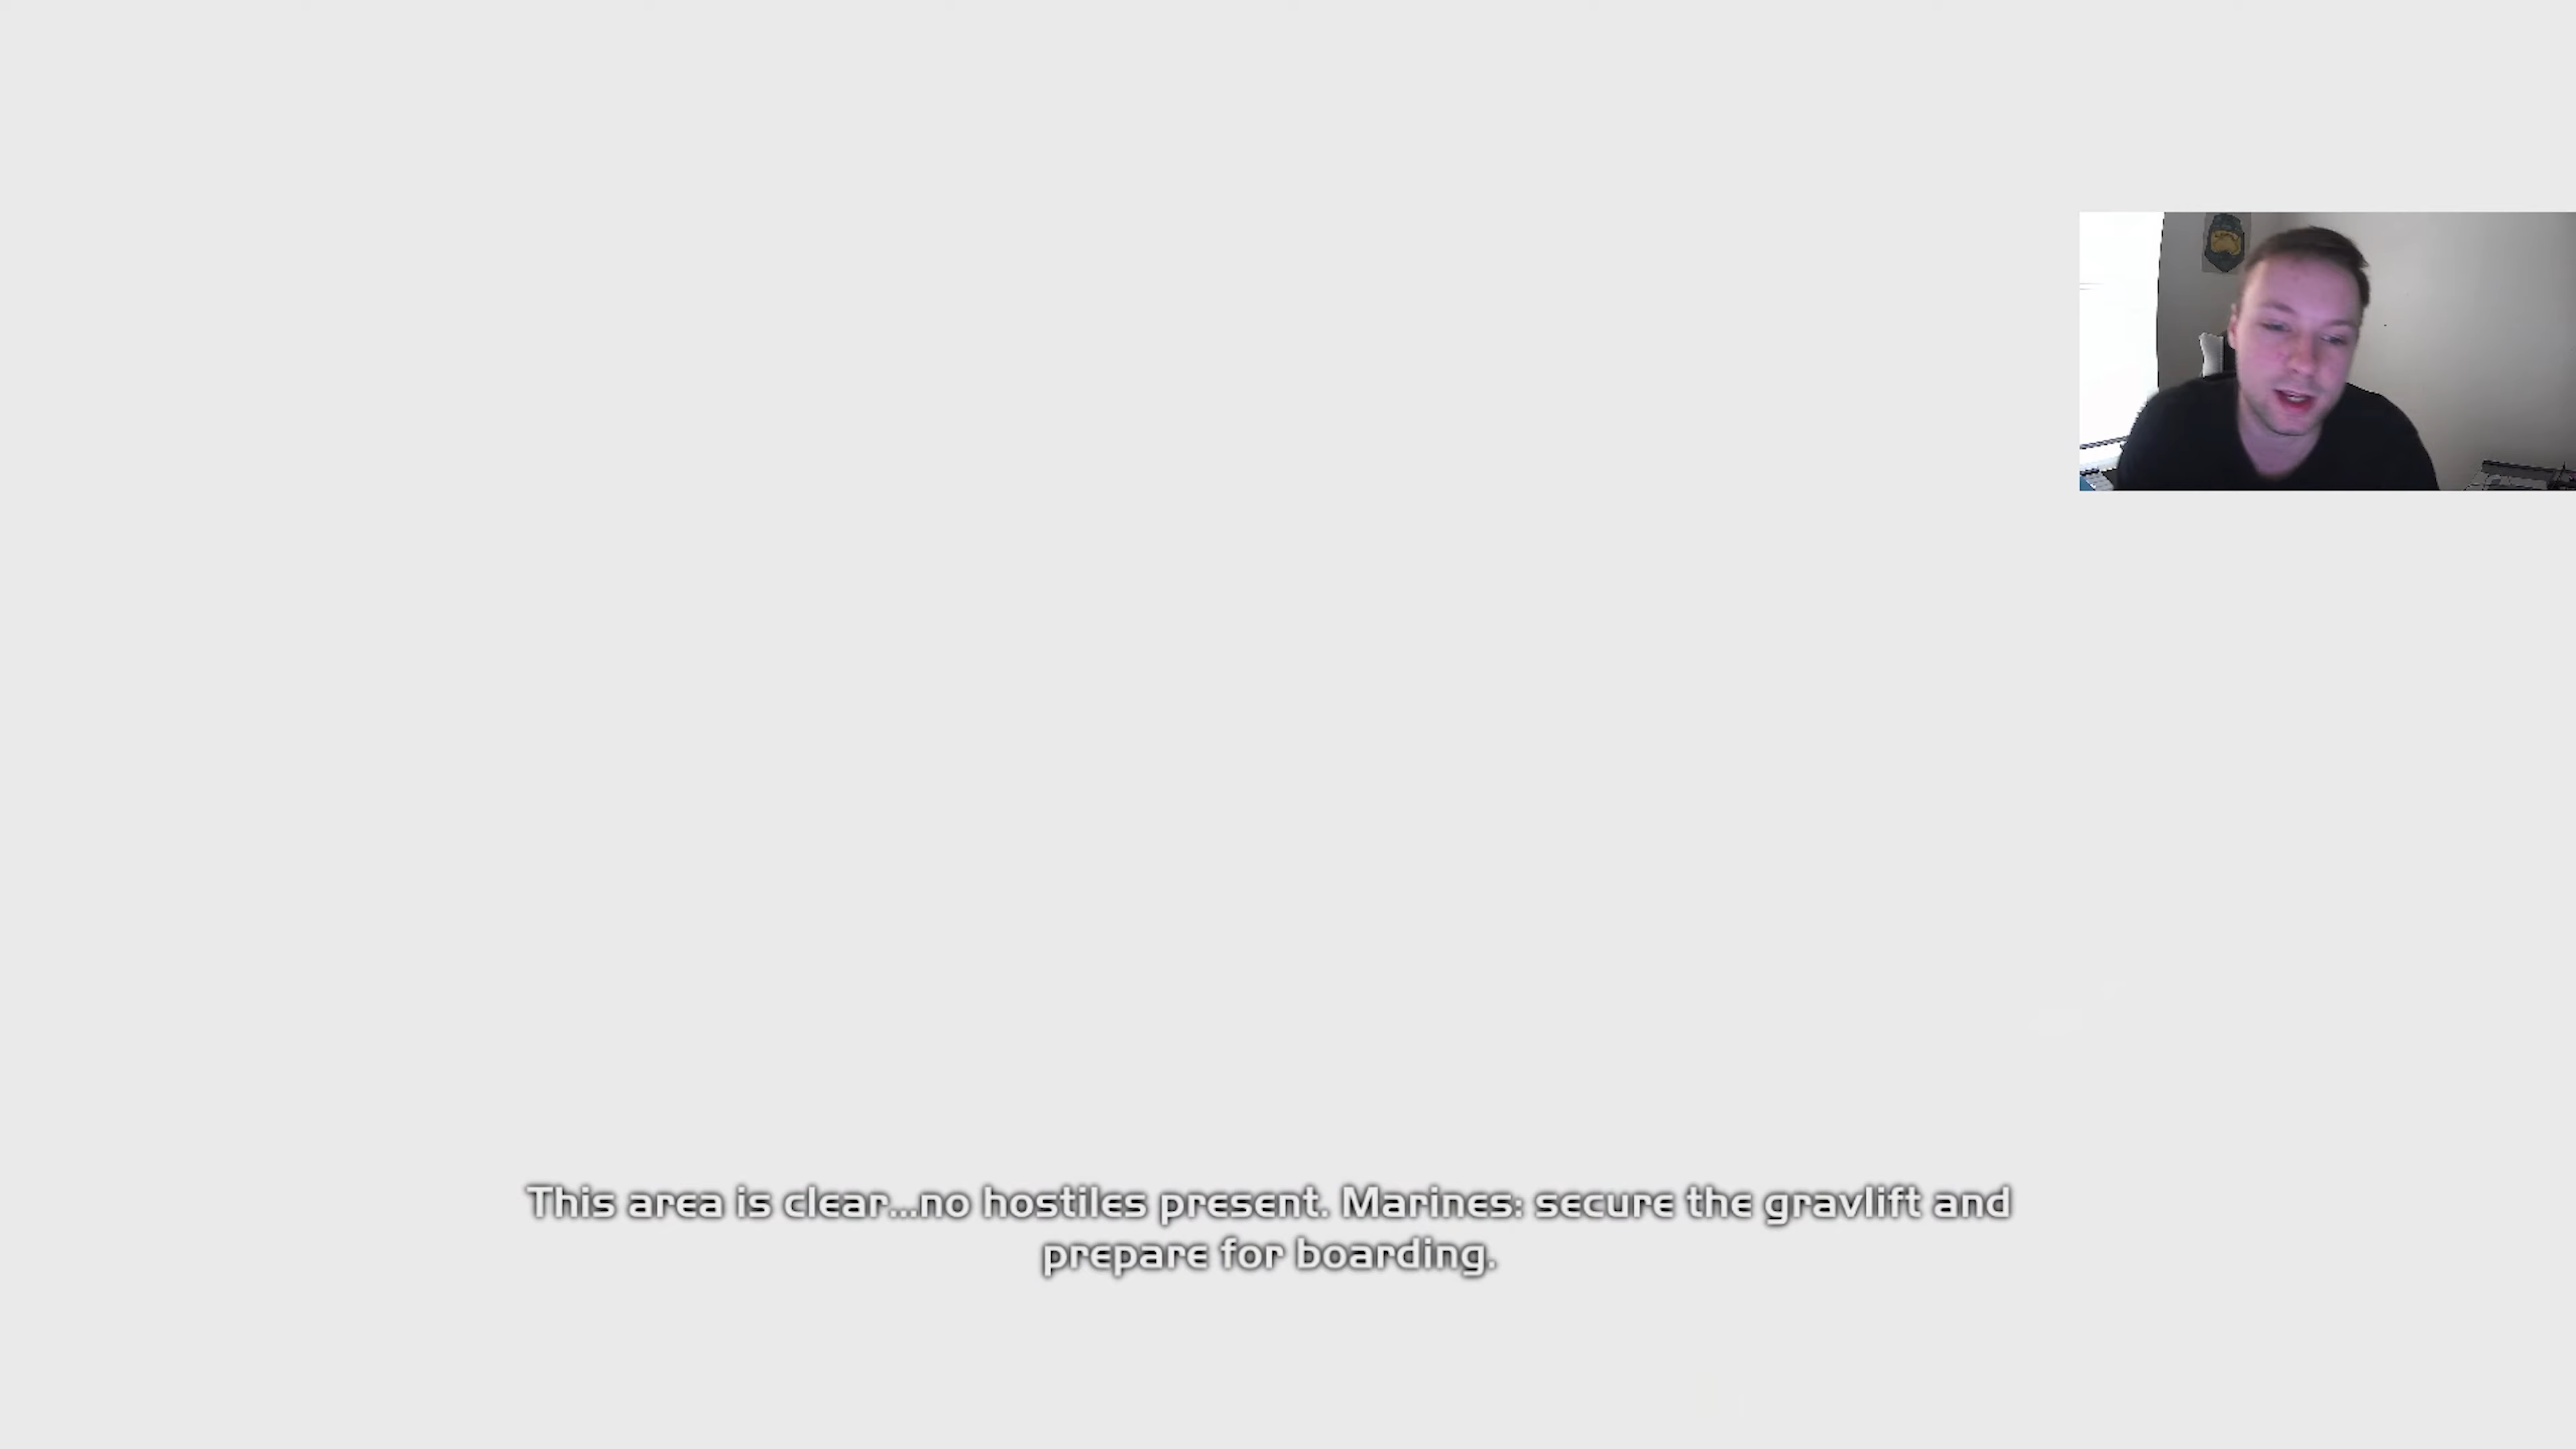 This area is clear...no hostiles present. Marines: secure the gravlift and
prepare for boarding.